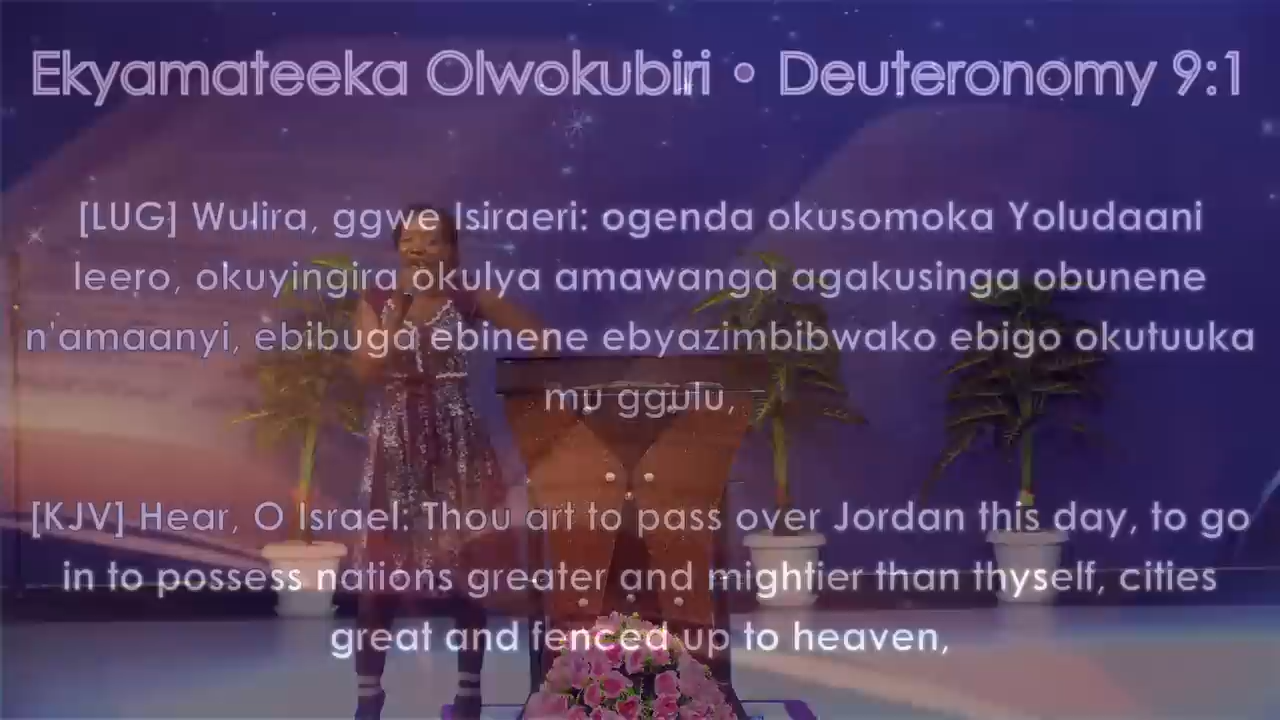 Ekyamateeka Olwokubiri • Deuteronomy 9:1
[LUG] Wulira, ggwe Isiraeri: ogenda okusomoka Yoludaani
leero, okuyingira okulya amawanga agakusinga obunene
n'amaanyi, ebibuga ebinene ebyazimbibwako ebigo okutuuka
mu ggulu,
[KJV] Hear, O Israel: Thou art to pass over Jordan this day, to go
in to possess nations greater and mightier than thyself, cities
great and fenced up to heaven,